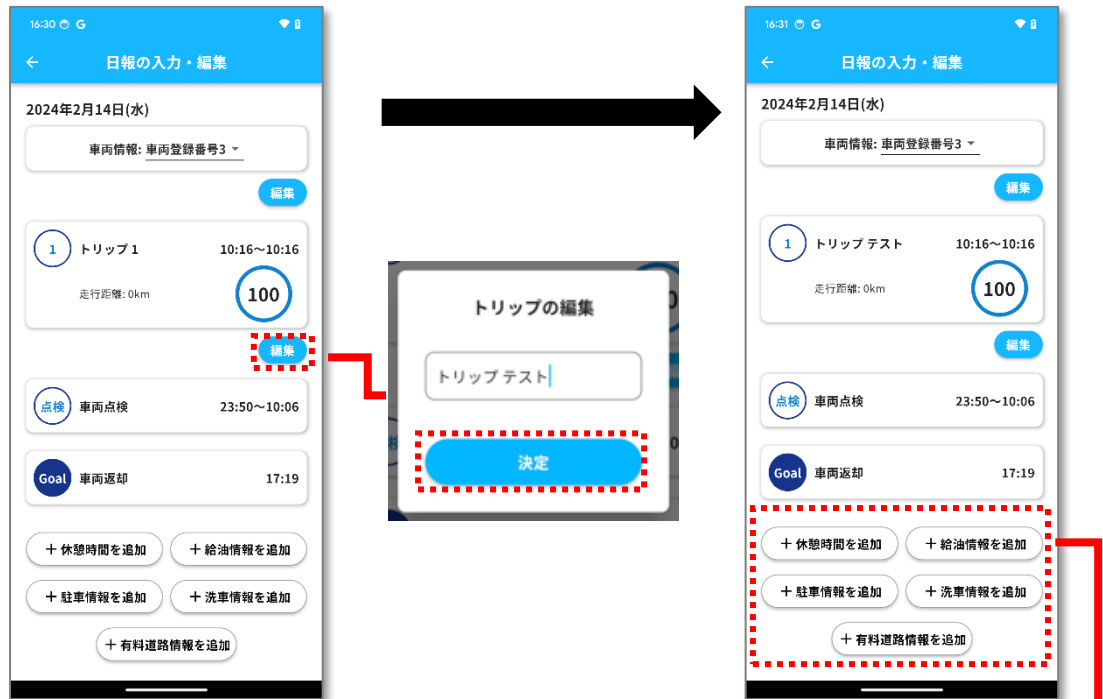 16:30 G
日報の入力・編集
2024年2月14日(水)
車両情報: 車両登録番号3
編集
1 トリップ 1 10:16～10:16
走行距離: 0km 100
編集
点検 車両点検 23:50～10:06
Goal 車両返却 17:19
＋休憩時間を追加 ＋給油情報を追加
＋駐車情報を追加 ＋洗車情報を追加
＋有料道路情報を追加
トリップの編集
トリップ テスト
決定
16:31 G
日報の入力・編集
2024年2月14日(水)
車両情報: 車両登録番号3
編集
1 トリップ テスト 10:16～10:16
走行距離: 0km 100
編集
点検 車両点検 23:50～10:06
Goal 車両返却 17:19
＋休憩時間を追加 ＋給油情報を追加
＋駐車情報を追加 ＋洗車情報を追加
＋有料道路情報を追加